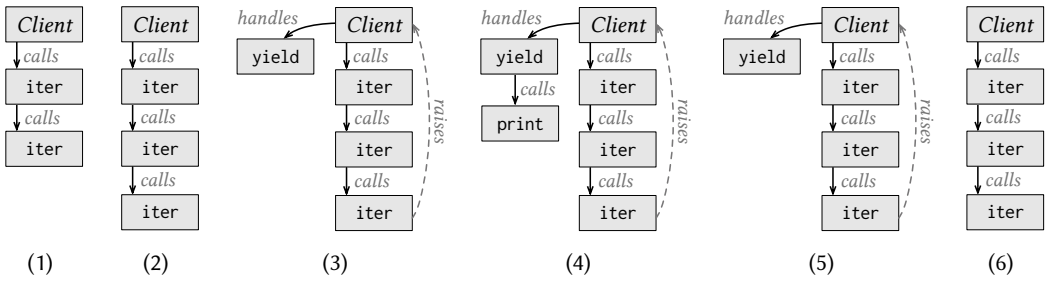 Client
calls
iter
calls
iter
(1)
Client
calls
iter
calls
iter
calls
iter
(2)
handles
yield
Client
calls
iter
calls
iter
calls
iter
raises
(3)
handles
yield
calls
print
Client
calls
iter
calls
iter
calls
iter
raises
(4)
handles
yield
Client
calls
iter
calls
iter
calls
iter
raises
(5)
Client
calls
iter
calls
iter
calls
iter
(6)